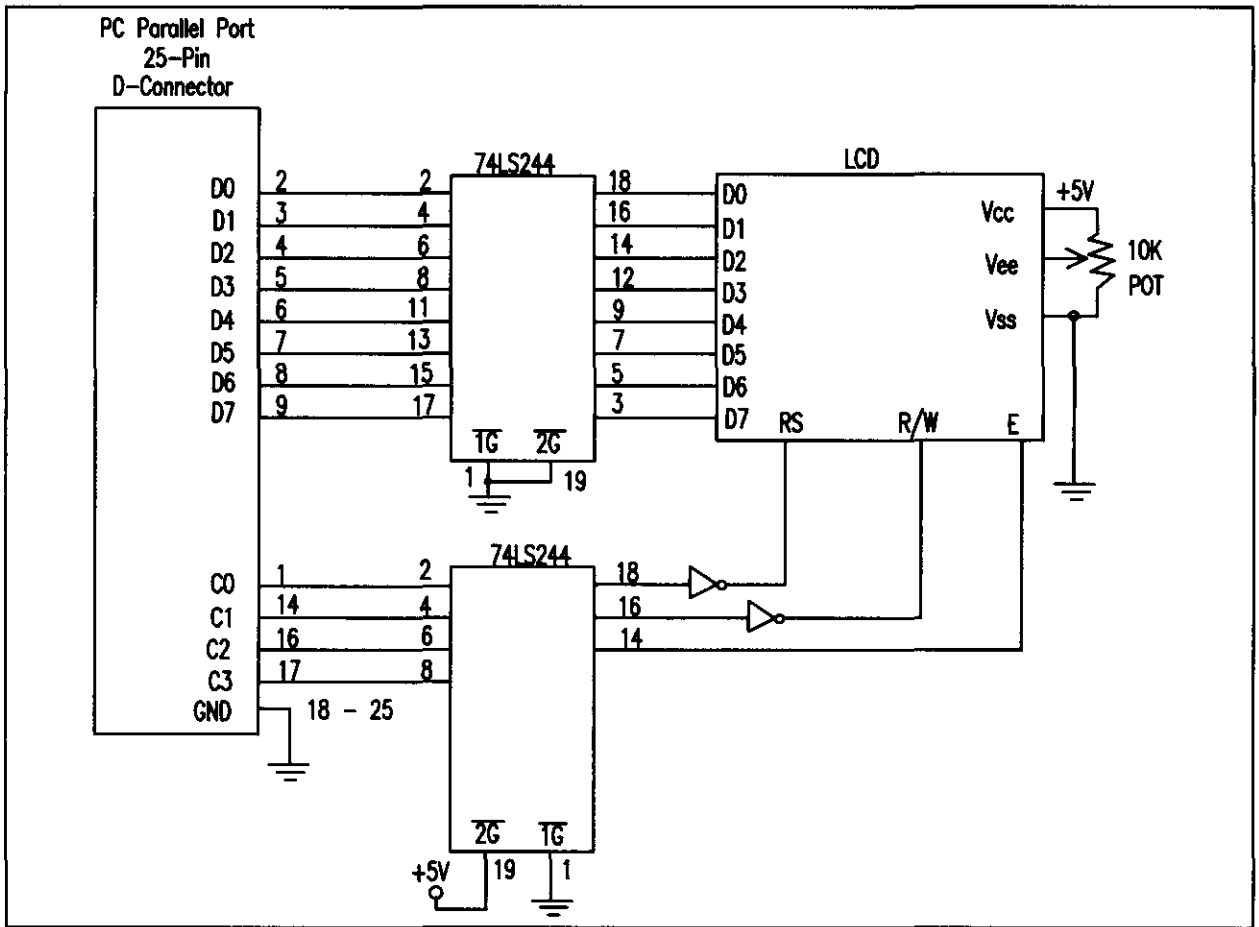 PC Parallel Port
25-Pin
D-Connector
74LS244
LCD
D0 2 2 18 D0
D1 3 4 16 D1
D2 4 6 14 D2
D3 5 8 12 D3
D4 6 11 9 D4
D5 7 13 7 D5
D6 8 15 5 D6
D7 9 17 3 D7
Vcc +5V
Vee 10K
POT
Vss
RS R/W E
1G 2G
1 19
74LS244
C0 1 2 18
C1 14 4 16
C2 16 6 14
C3 17 8
GND 18 - 25
2G 1G
+5V 19 1